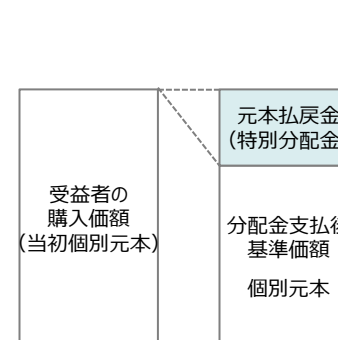 元本払戻金
(特別分配金
受益者の
購入価額
(当初個別元本)
分配金支払後
基準価額
個別元本